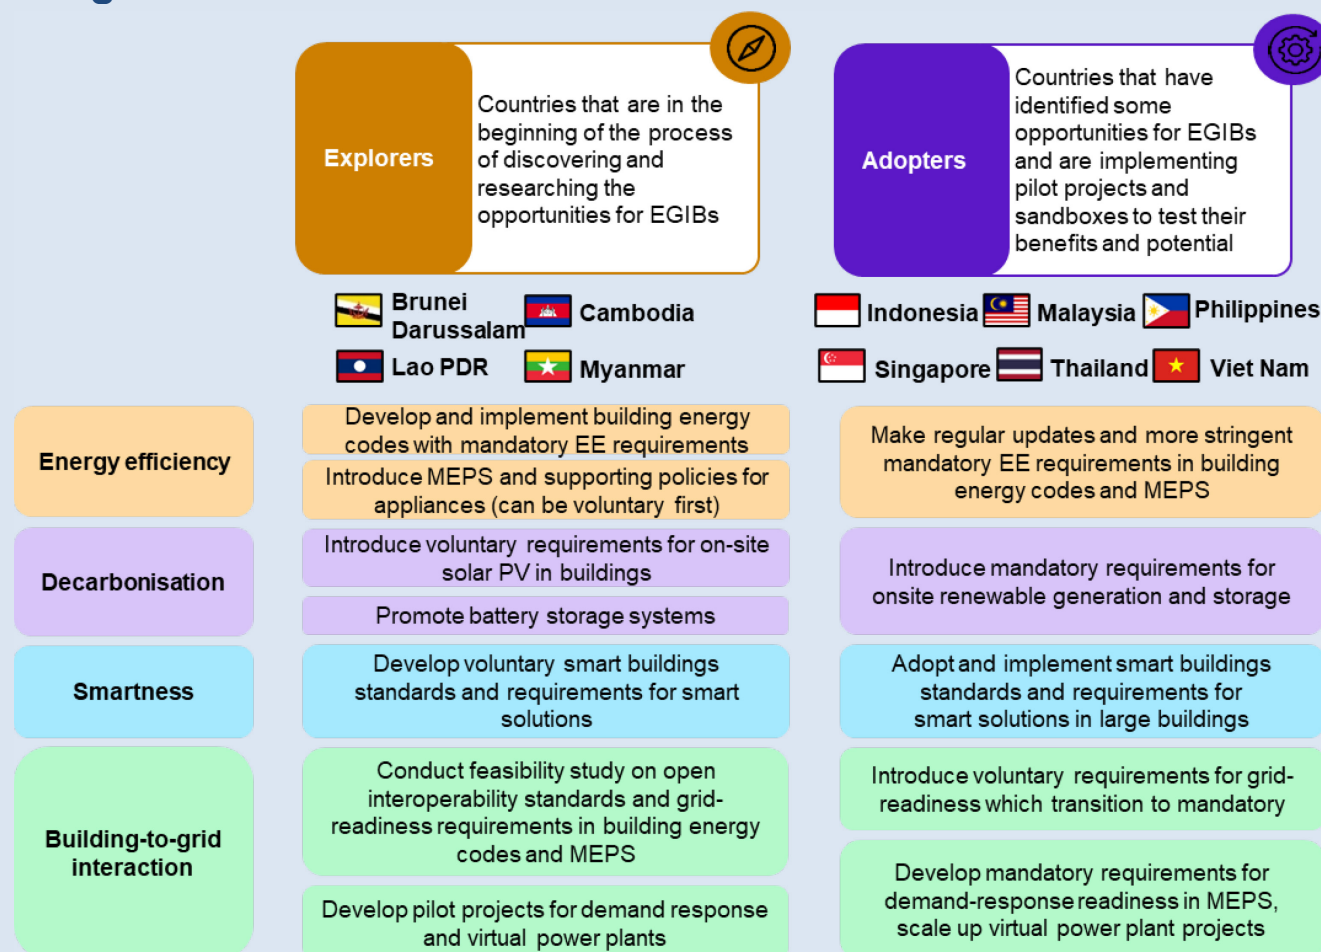 Explorers
Countries that are in the
beginning of the process
of discovering and
researching the
opportunities for EGIBs
Adopters
Countries that have
identified some
opportunities for EGIBs
and are implementing
pilot projects and
sandboxes to test their
benefits and potential
Brunei
Darussalam
Cambodia
Lao PDR
Myanmar
Indonesia
Malaysia
Philippines
Singapore
Thailand
Viet Nam
Energy efficiency
Develop and implement building energy
codes with mandatory EE requirements
Introduce MEPS and supporting policies for
appliances (can be voluntary first)
Make regular updates and more stringent
mandatory EE requirements in building
energy codes and MEPS
Decarbonisation
Introduce voluntary requirements for on-site
solar PV in buildings
Promote battery storage systems
Introduce mandatory requirements for
onsite renewable generation and storage
Smartness
Develop voluntary smart buildings
standards and requirements for smart
solutions
Adopt and implement smart buildings
standards and requirements for
smart solutions in large buildings
Building-to-grid
interaction
Conduct feasibility study on open
interoperability standards and grid-
readiness requirements in building energy
codes and MEPS
Develop pilot projects for demand response
and virtual power plants
Introduce voluntary requirements for grid-
readiness which transition to mandatory
Develop mandatory requirements for
demand-response readiness in MEPS,
scale up virtual power plant projects